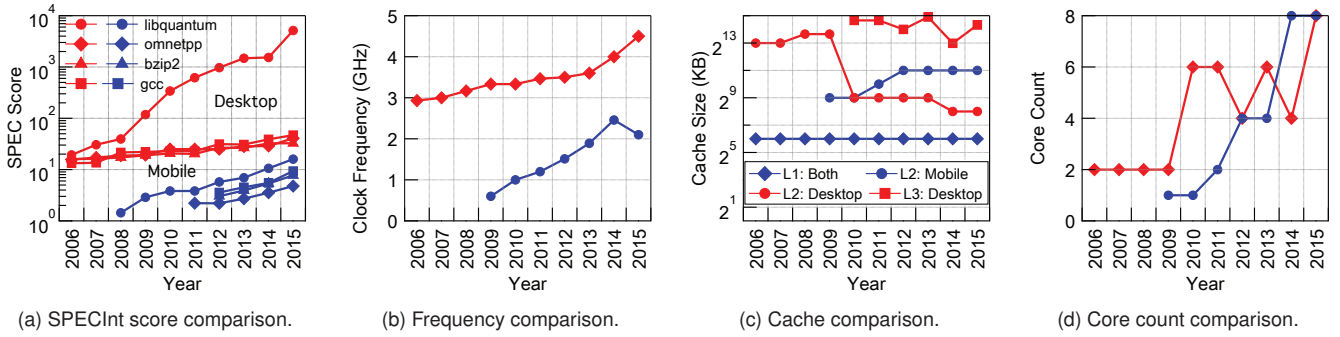 10^4
10^3
10^2
10^1
10^0
SPEC Score
libquantum
omnetpp
bzip2
gcc
Desktop
Mobile
2006 2007 2008 2009 2010 2011 2012 2013 2014 2015
Year
(a) SPECInt score comparison.
5
4
3
2
1
0
Clock Frequency (GHz)
2006 2007 2008 2009 2010 2011 2012 2013 2014 2015
Year
(b) Frequency comparison.
2^13
2^9
2^5
2^1
Cache Size (KB)
L1: Both L2: Mobile
L2: Desktop L3: Desktop
2006 2007 2008 2009 2010 2011 2012 2013 2014 2015
Year
(c) Cache comparison.
8
6
4
2
0
Core Count
2006 2007 2008 2009 2010 2011 2012 2013 2014 2015
Year
(d) Core count comparison.